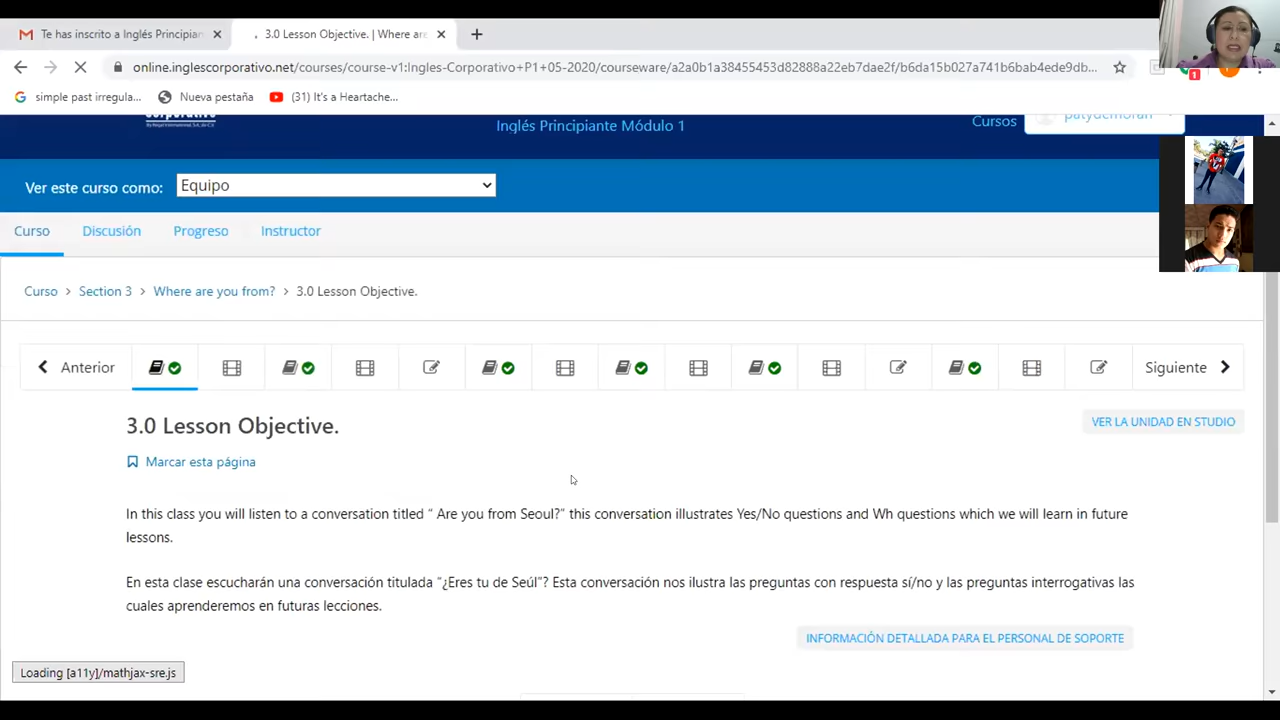 Te has inscrito a Inglés Principian
3.0 Lesson Objective. | Where are
online.inglescorporativo.net/courses/course-v1:Ingles-Corporativo+P1+05-2020/courseware/a2a0b1a38455453d82888a22eb7dae2f/b6da15b027a741b6bab4ede9db...
simple past irregula...
Nueva pestaña
(31) It's a Heartache...
1
corporativo
Inglés Principiante Módulo 1
Cursos
patydemoran
Ver este curso como:
Equipo
Curso
Discusión
Progreso
Instructor
Curso > Section 3 > Where are you from? > 3.0 Lesson Objective.
Anterior
Siguiente
3.0 Lesson Objective.
VER LA UNIDAD EN STUDIO
Marcar esta página
In this class you will listen to a conversation titled “ Are you from Seoul?” this conversation illustrates Yes/No questions and Wh questions which we will learn in future
lessons.
En esta clase escucharán una conversación titulada “¿Eres tu de Seúl”? Esta conversación nos ilustra las preguntas con respuesta sí/no y las preguntas interrogativas las
cuales aprenderemos en futuras lecciones.
INFORMACIÓN DETALLADA PARA EL PERSONAL DE SOPORTE
Loading [a11y]/mathjax-sre.js